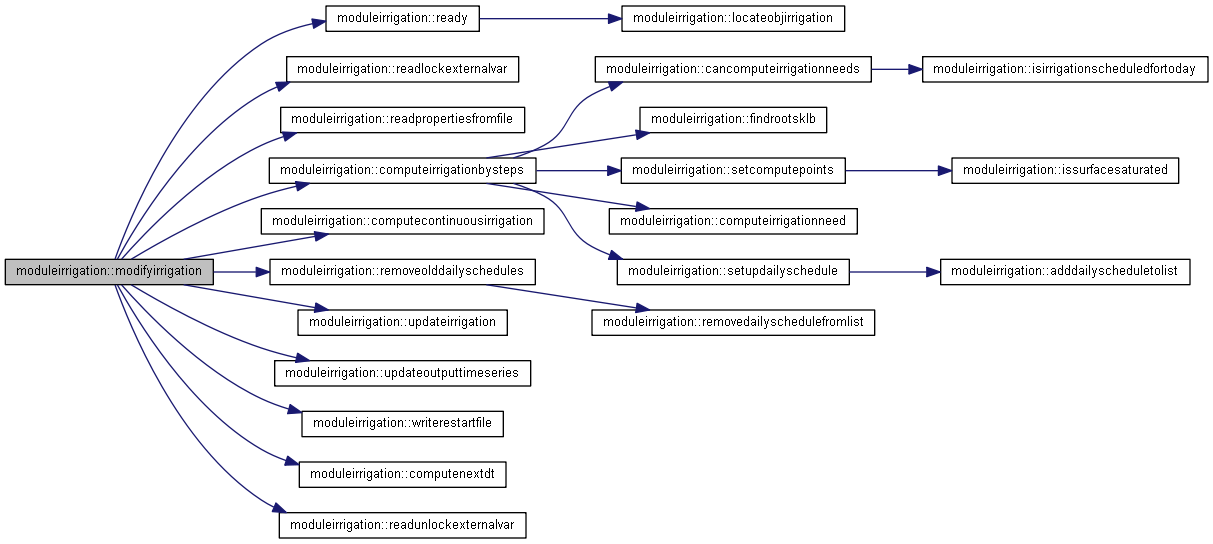 moduleirrigation::ready
moduleirrigation::locateobjirrigation
moduleirrigation::readlockexternalvar
moduleirrigation::cancomputeirrigationneeds
moduleirrigation::isirrigationscheduledfortoday
moduleirrigation::readpropertiesfromfile
moduleirrigation::findrootsklb
moduleirrigation::computeirrigationbysteps
moduleirrigation::setcomputepoints
moduleirrigation::issurfacesaturated
moduleirrigation::computecontinuousirrigation
moduleirrigation::computeirrigationneed
moduleirrigation::modifyirrigation
moduleirrigation::removeolddailyschedules
moduleirrigation::setupdailyschedule
moduleirrigation::adddailyscheduletolist
moduleirrigation::updateirrigation
moduleirrigation::removedailyschedulefromlist
moduleirrigation::updateoutputtimeseries
moduleirrigation::writerestartfile
moduleirrigation::computenextdt
moduleirrigation::readunlockexternalvar